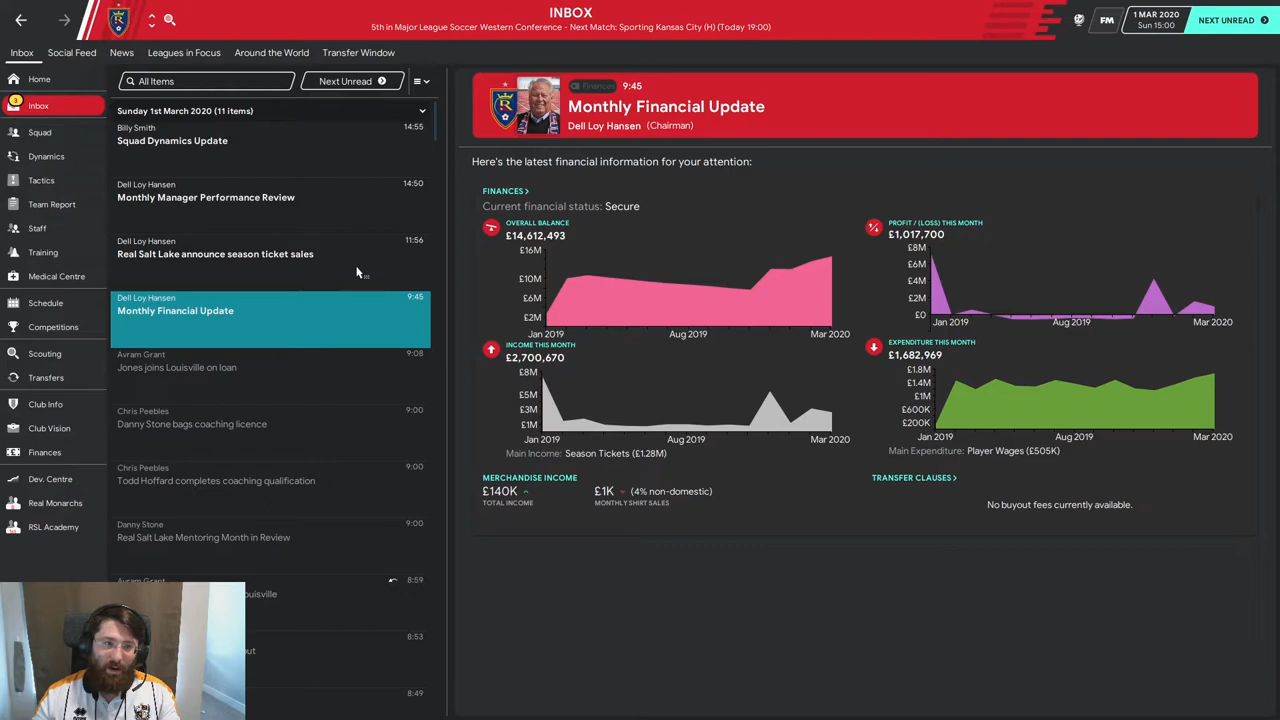 INBOX
5th in Major League Soccer Western Conference - Next Match: Sporting Kansas City (H) (Today 19:00)
FM
1 MAR 2020
Sun 15:00
NEXT UNREAD
Inbox
Social Feed
News
Leagues in Focus
Around the World
Transfer Window
Home
3
Inbox
Squad
Dynamics
Tactics
Team Report
Staff
Training
Medical Centre
Schedule
Competitions
Scouting
Transfers
Club Info
Club Vision
Finances
Dev. Centre
Real Monarchs
RSL Academy
All Items
Next Unread
Sunday 1st March 2020 (11 items)
Billy Smith
14:55
Squad Dynamics Update
Dell Loy Hansen
14:50
Monthly Manager Performance Review
Dell Loy Hansen
11:56
Real Salt Lake announce season ticket sales
Dell Loy Hansen
9:45
Monthly Financial Update
Avram Grant
9:08
Jones joins Louisville on loan
Chris Peebles
9:00
Danny Stone bags coaching licence
Chris Peebles
9:00
Todd Hoffard completes coaching qualification
Danny Stone
9:00
Real Salt Lake Mentoring Month in Review
Avram Grant
8:59
ouisville
8:53
out
8:49
Finances
9:45
Monthly Financial Update
Dell Loy Hansen (Chairman)
Here's the latest financial information for your attention:
FINANCES
Current financial status: Secure
OVERALL BALANCE
£14,612,493
£16M
£10M
£6M
£2M
Jan 2019
Aug 2019
Mar 2020
PROFIT / (LOSS) THIS MONTH
£1,017,700
£8M
£6M
£4M
£2M
£0
Jan 2019
Aug 2019
Mar 2020
INCOME THIS MONTH
£2,700,670
£8M
£5M
£3M
£1M
Jan 2019
Aug 2019
Mar 2020
Main Income: Season Tickets (£1.28M)
EXPENDITURE THIS MONTH
£1,682,969
£1.8M
£1.4M
£1M
£600K
£200K
Jan 2019
Aug 2019
Mar 2020
Main Expenditure: Player Wages (£505K)
MERCHANDISE INCOME
£140K
TOTAL INCOME
£1K
(4% non-domestic)
MONTHLY SHIRT SALES
TRANSFER CLAUSES
No buyout fees currently available.